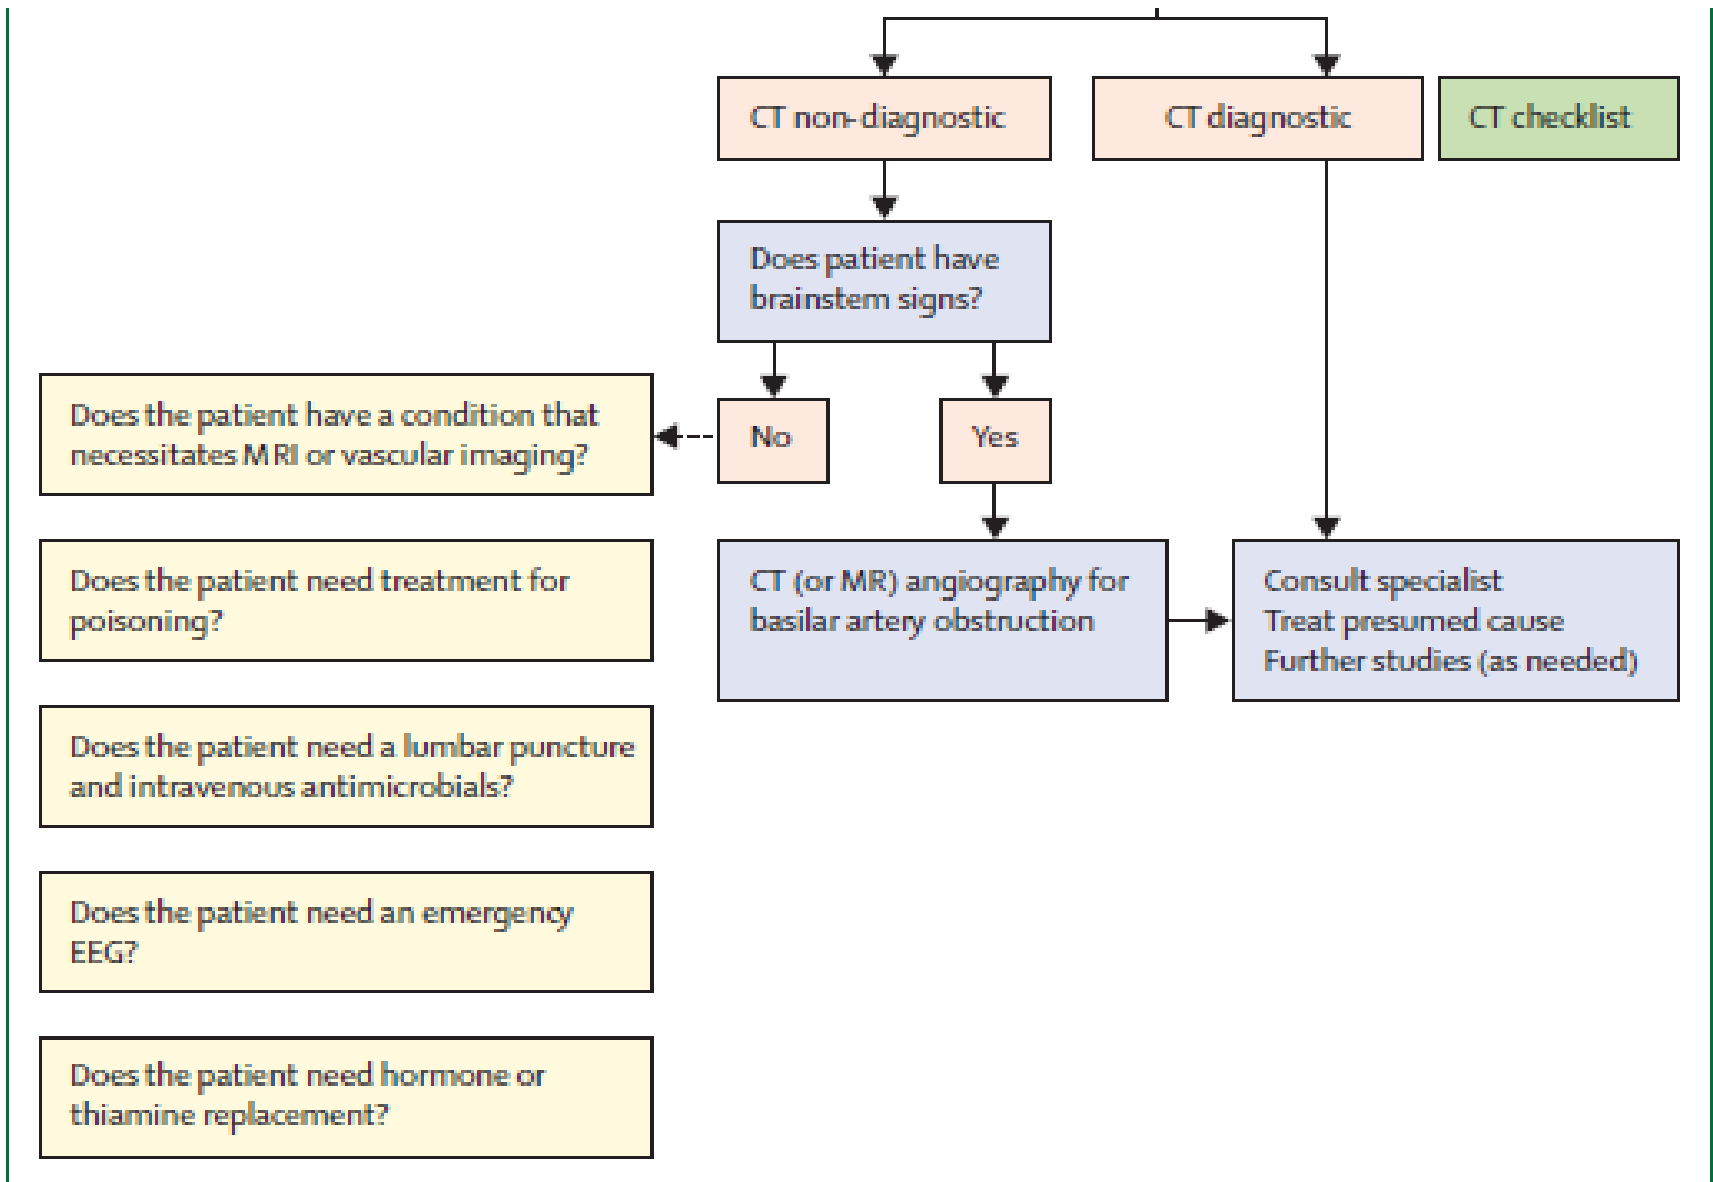 CT non-diagnostic
CT diagnostic
CT checklist
Does patient have
brainstem signs?
Does the patient have a condition that
necessitates MRI or vascular imaging?
No
Yes
Does the patient need treatment for
poisoning?
CT (or MR) angiography for
basilar artery obstruction
Consult specialist
Treat presumed cause
Further studies (as needed)
Does the patient need a lumbar puncture
and intravenous antimicrobials?
Does the patient need an emergency
EEG?
Does the patient need hormone or
thiamine replacement?